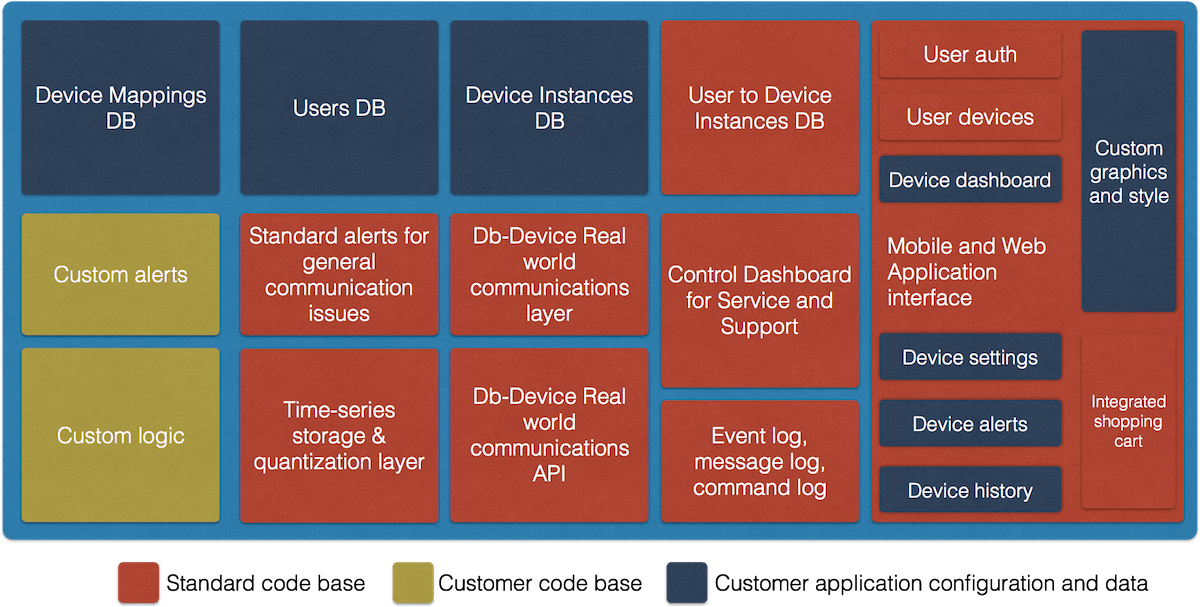 Device Mappings
DB
Users DB
Device Instances
DB
User to Device
Instances DB
User auth
User devices
Device dashboard
Custom
graphics
and style
Custom alerts
Standard alerts for
general
communication
issues
Db-Device Real
world
communications
layer
Control Dashboard
for Service and
Support
Mobile and Web
Application
interface
Device settings
Device alerts
Device history
Integrated
shopping
cart
Custom logic
Time-series
storage &
quantization layer
Db-Device Real
world
communications
API
Event log,
message log,
command log
Standard code base
Customer code base
Customer application configuration and data